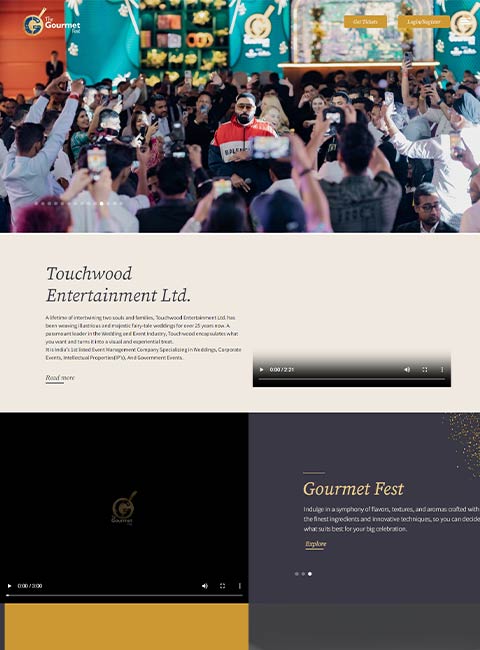 The
Gourmet
Fest
Get Tickets
Login/Register
BALENC
Touchwood
Entertainment Ltd.
A lifetime of intertwining two souls and families, Touchwood Entertainment Ltd. has
been weaving illustrious and majestic fairy-tale weddings for over 25 years now. A
paramount leader in the Wedding and Event Industry, Touchwood encapsulates what
you want and turns it into a visual and experiential treat.
It is India's 1st listed Event Management Company Specializing in Weddings, Corporate
Events, Intellectual Properties(IP's), And Government Events.
Read more
0:00 / 2:21
Gourmet
Gourmet Fest
Indulge in a symphony of flavors, textures, and aromas crafted with
the finest ingredients and innovative techniques, so you can decide
what suits best for your big celebration.
Explore
0:00 / 3:00